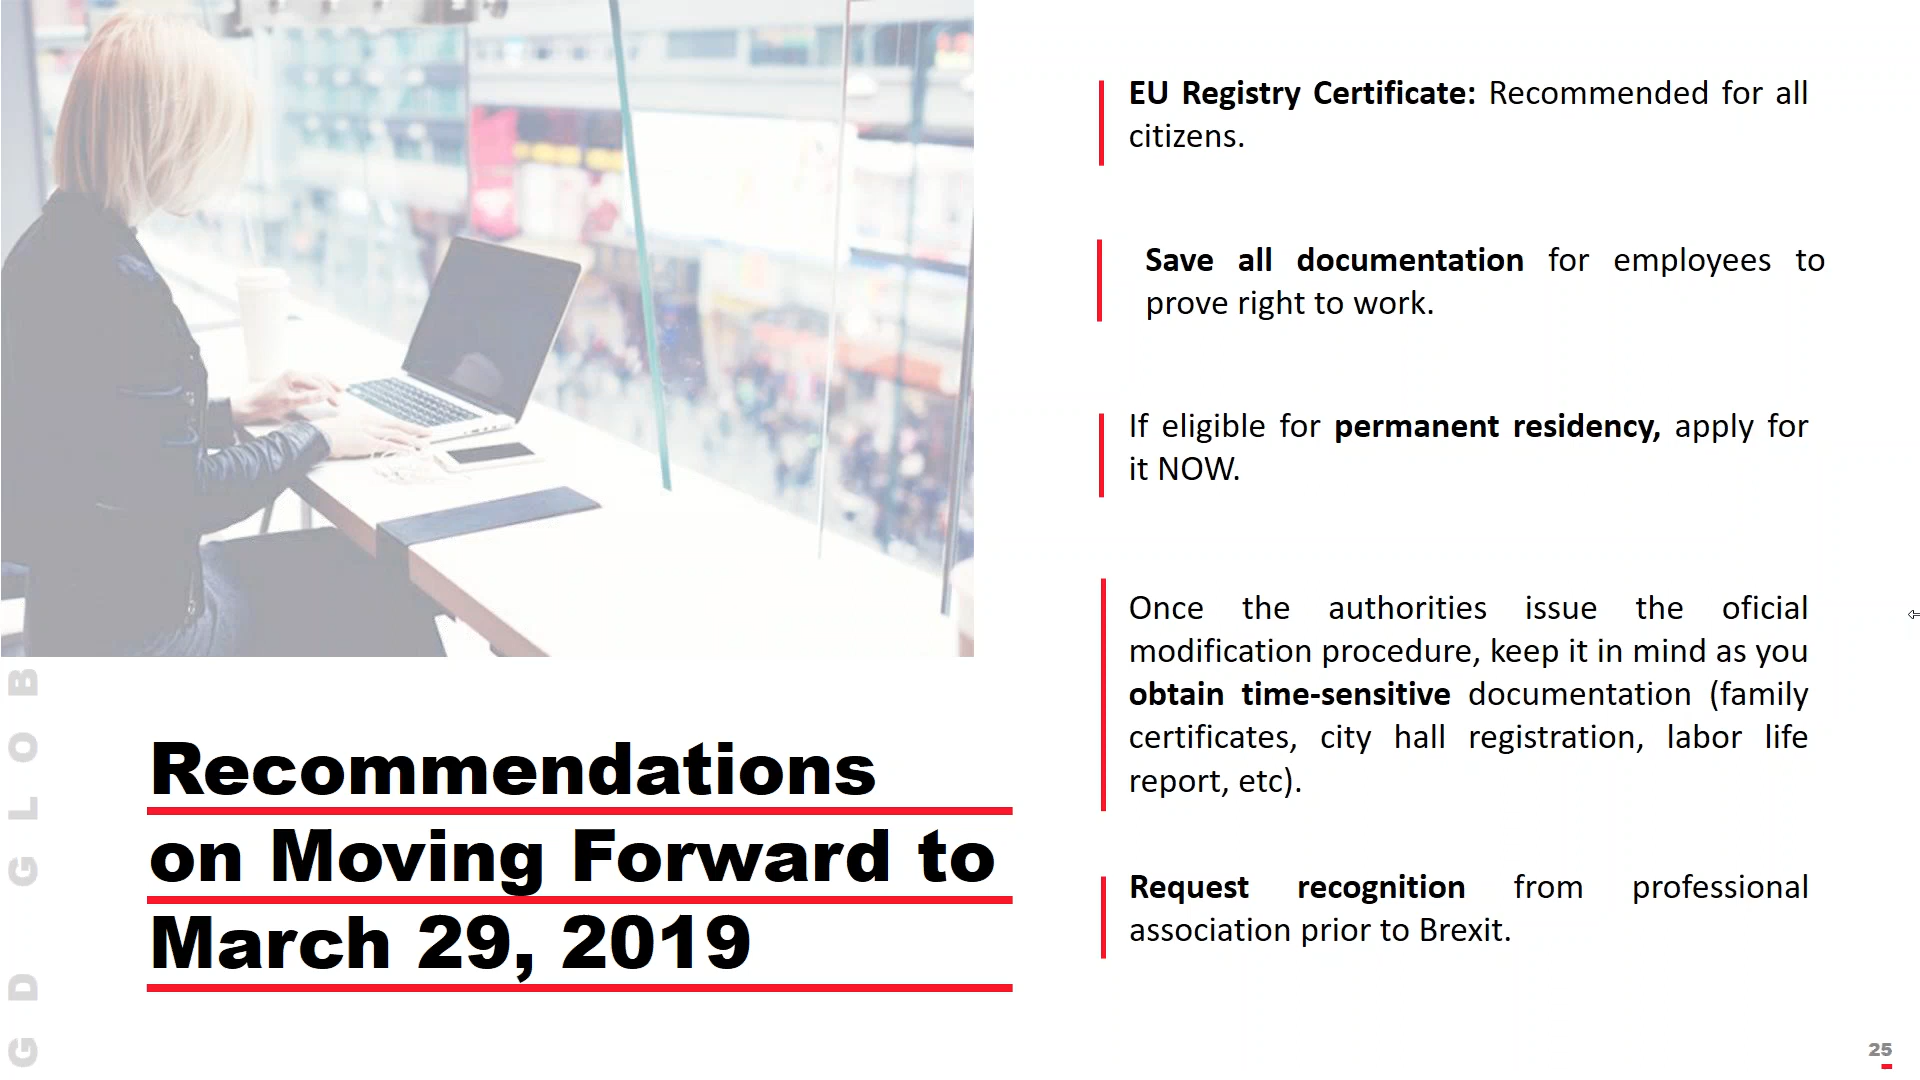 EU Registry Certificate: Recommended for all
citizens.
Save all documentation for employees to
prove right to work.
If eligible for permanent residency, apply for
it NOW.
Once the authorities issue the oficial
modification procedure, keep it in mind as you
obtain time-sensitive documentation (family
certificates, city hall registration, labor life
report, etc).
Request recognition from professional
association prior to Brexit.
Recommendations
on Moving Forward to
March 29, 2019
GD GLOB
25